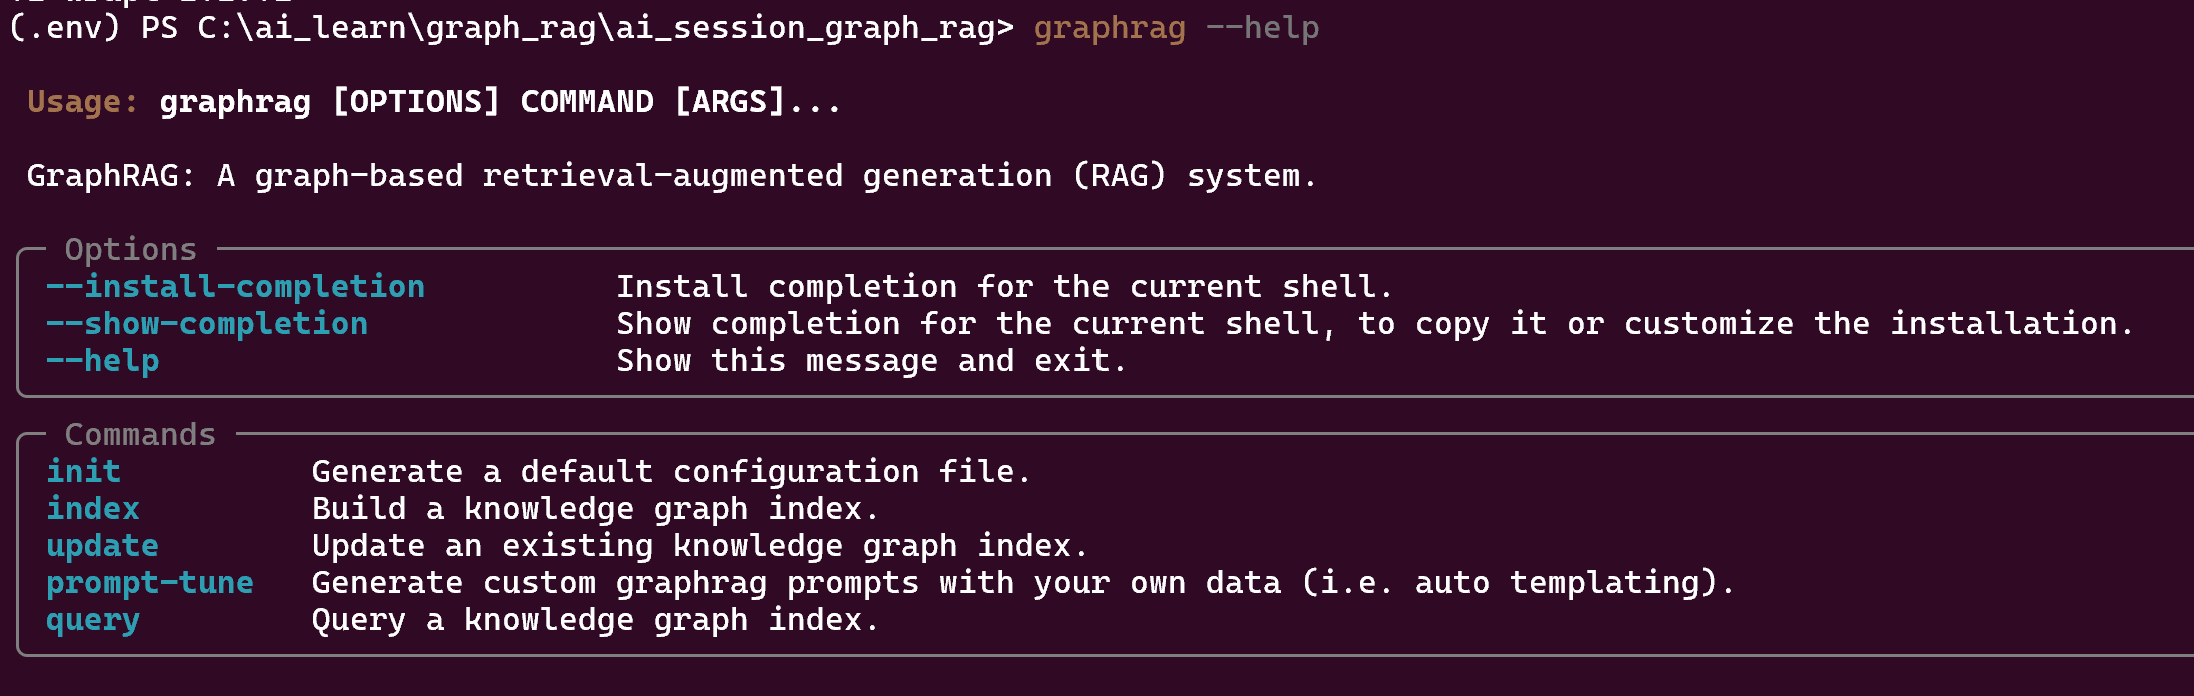 (.env) PS C:\ai_learn\graph_rag\ai_session_graph_rag> graphrag --help
Usage: graphrag [OPTIONS] COMMAND [ARGS]...
GraphRAG: A graph-based retrieval-augmented generation (RAG) system.
Options
--install-completion Install completion for the current shell.
--show-completion Show completion for the current shell, to copy it or customize the installation.
--help Show this message and exit.
Commands
init Generate a default configuration file.
index Build a knowledge graph index.
update Update an existing knowledge graph index.
prompt-tune Generate custom graphrag prompts with your own data (i.e. auto templating).
query Query a knowledge graph index.